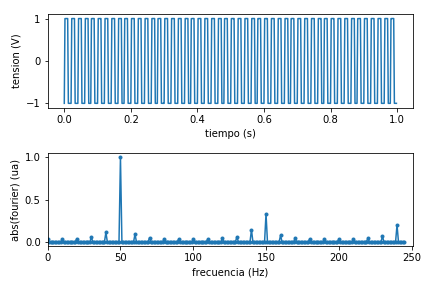 1
0
−1
tension (V)
0.0 0.2 0.4 0.6 0.8 1.0
tiempo (s)
1.0
0.5
0.0
abs(fourier) (ua)
0 50 100 150 200 250
frecuencia (Hz)